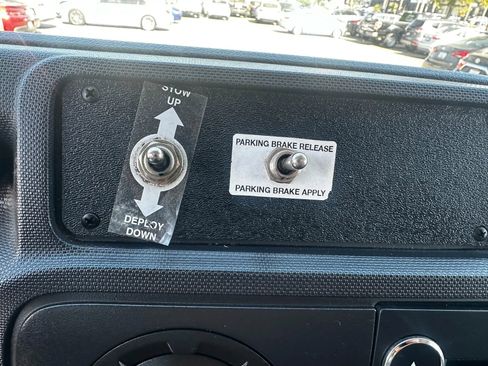 STOW
UP
DEPLOY
DOWN
PARKING BRAKE RELEASE
PARKING BRAKE APPLY